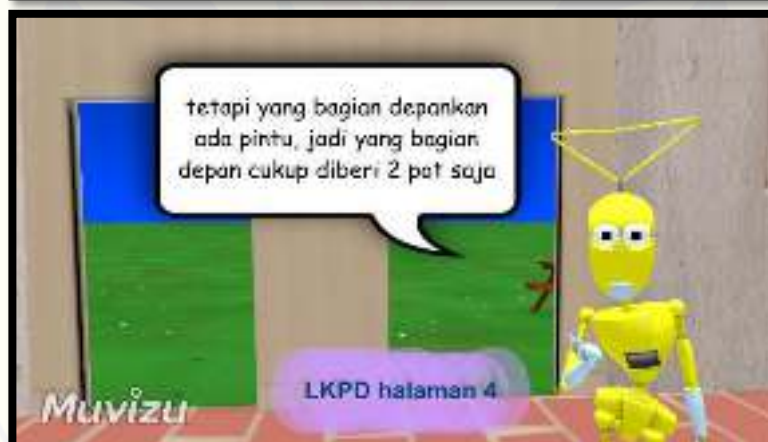 tetapi yang bagian depankan
ada pintu, jadi yang bagian
depan cukup diberi 2 pot saja
LKPD halaman 4
Muvizu